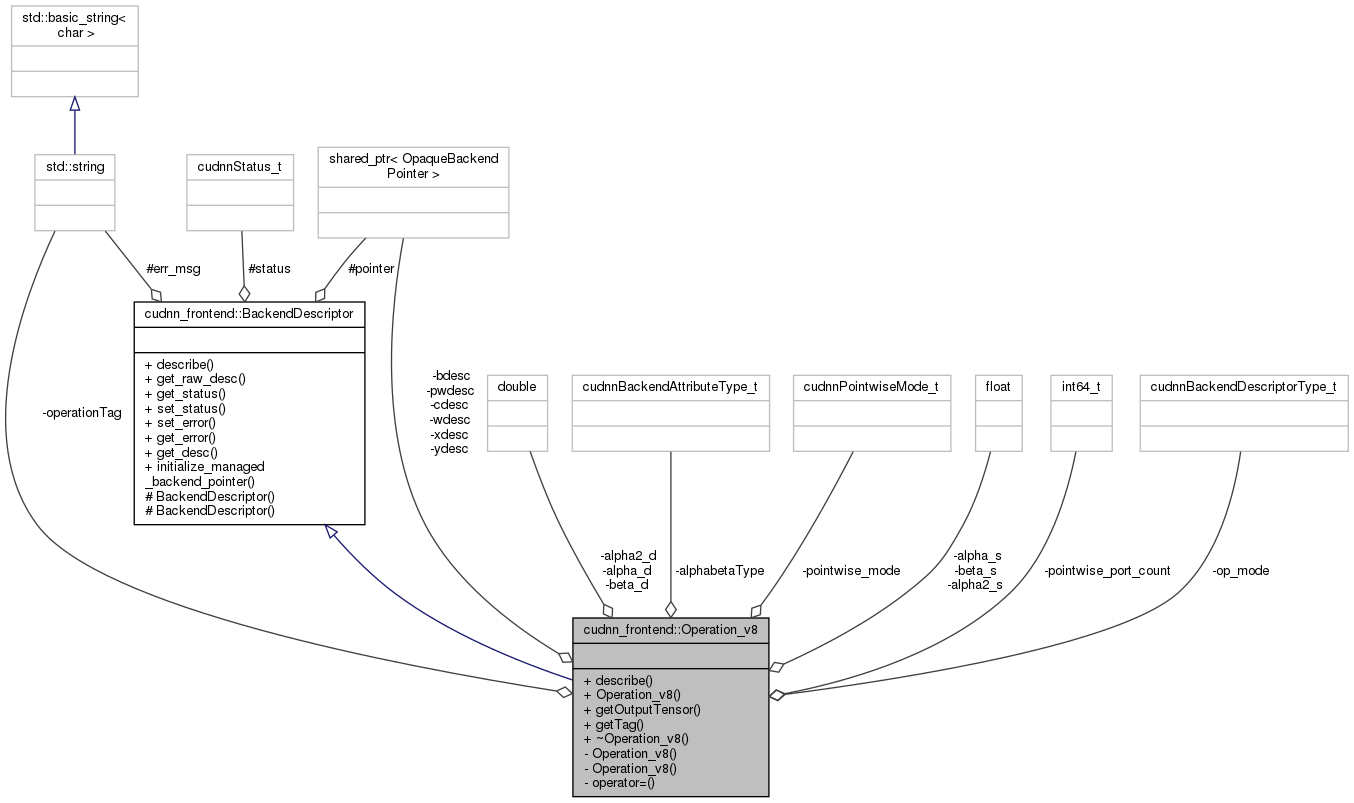 std::basic_string<
char >
std::string
cudnnStatus_t
shared_ptr< OpaqueBackend
Pointer >
#err_msg
#status
#pointer
cudnn_frontend::BackendDescriptor
+ describe()
+ get_raw_desc()
+ get_status()
+ set_status()
+ set_error()
+ get_error()
+ get_desc()
+ initialize_managed
_backend_pointer()
# BackendDescriptor()
# BackendDescriptor()
-operationTag
-bdesc
-pwdesc
-cdesc
-wdesc
-xdesc
-ydesc
double
cudnnBackendAttributeType_t
cudnnPointwiseMode_t
float
int64_t
cudnnBackendDescriptorType_t
-alpha2_d
-alpha_d
-beta_d
-alphabetaType
-pointwise_mode
-alpha_s
-beta_s
-alpha2_s
-pointwise_port_count
-op_mode
cudnn_frontend::Operation_v8
+ describe()
+ Operation_v8()
+ getOutputTensor()
+ getTag()
+ ~Operation_v8()
- Operation_v8()
- Operation_v8()
- operator=()